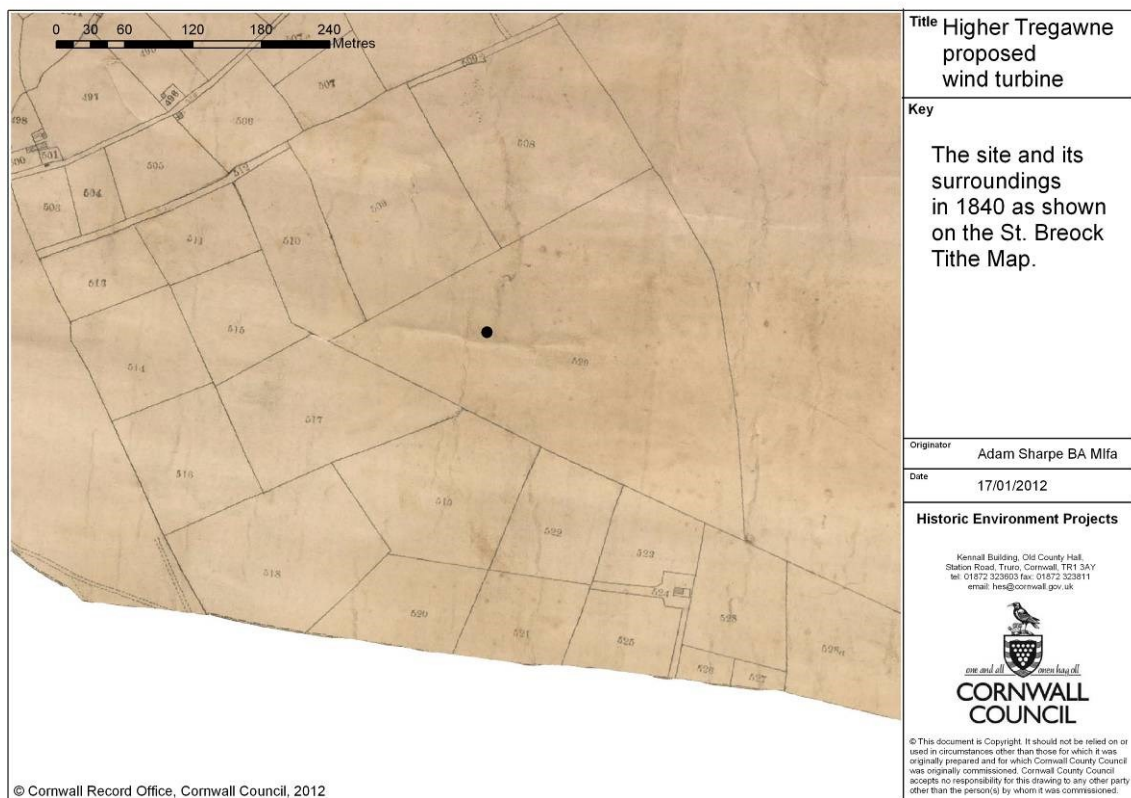 0 30 60 120 180 240
Metres
Title Higher Tregawne
proposed
wind turbine
Key
The site and its
surroundings
in 1840 as shown
on the St. Breock
Tithe Map.
Originator Adam Sharpe BA MIfa
Date 17/01/2012
Historic Environment Projects
Kennall Building, Old County Hall,
Station Road, Truro, Cornwall, TR1 3AY
tel: 01872 323603 fax: 01872 323811
email: hes@cornwall.gov.uk
one and all onen hag oll
CORNWALL
COUNCIL
© This document is Copyright. It should not be relied on or
used in circumstances other than those for which it was
originally prepared and for which Cornwall County Council
was originally commissioned. Cornwall County Council
accepts no responsibility for this drawing to any other party
other than the person(s) by whom it was commissioned.
498
501
505
506
507
508
504
503
512
509
510
511
513
515
514
517
516
518
519
522
523
524
520
521
525
526
527
© Cornwall Record Office, Cornwall Council, 2012